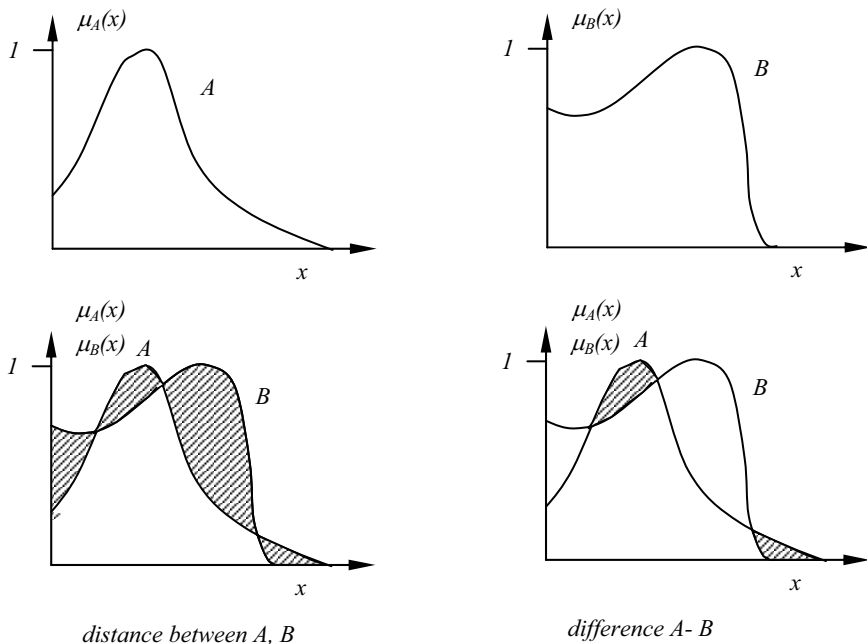 μA(x)
1
A
x
μB(x)
1
B
x
μA(x)
μB(x)
1
A
B
x
distance between A, B
μA(x)
μB(x)
1
A
B
x
difference A- B